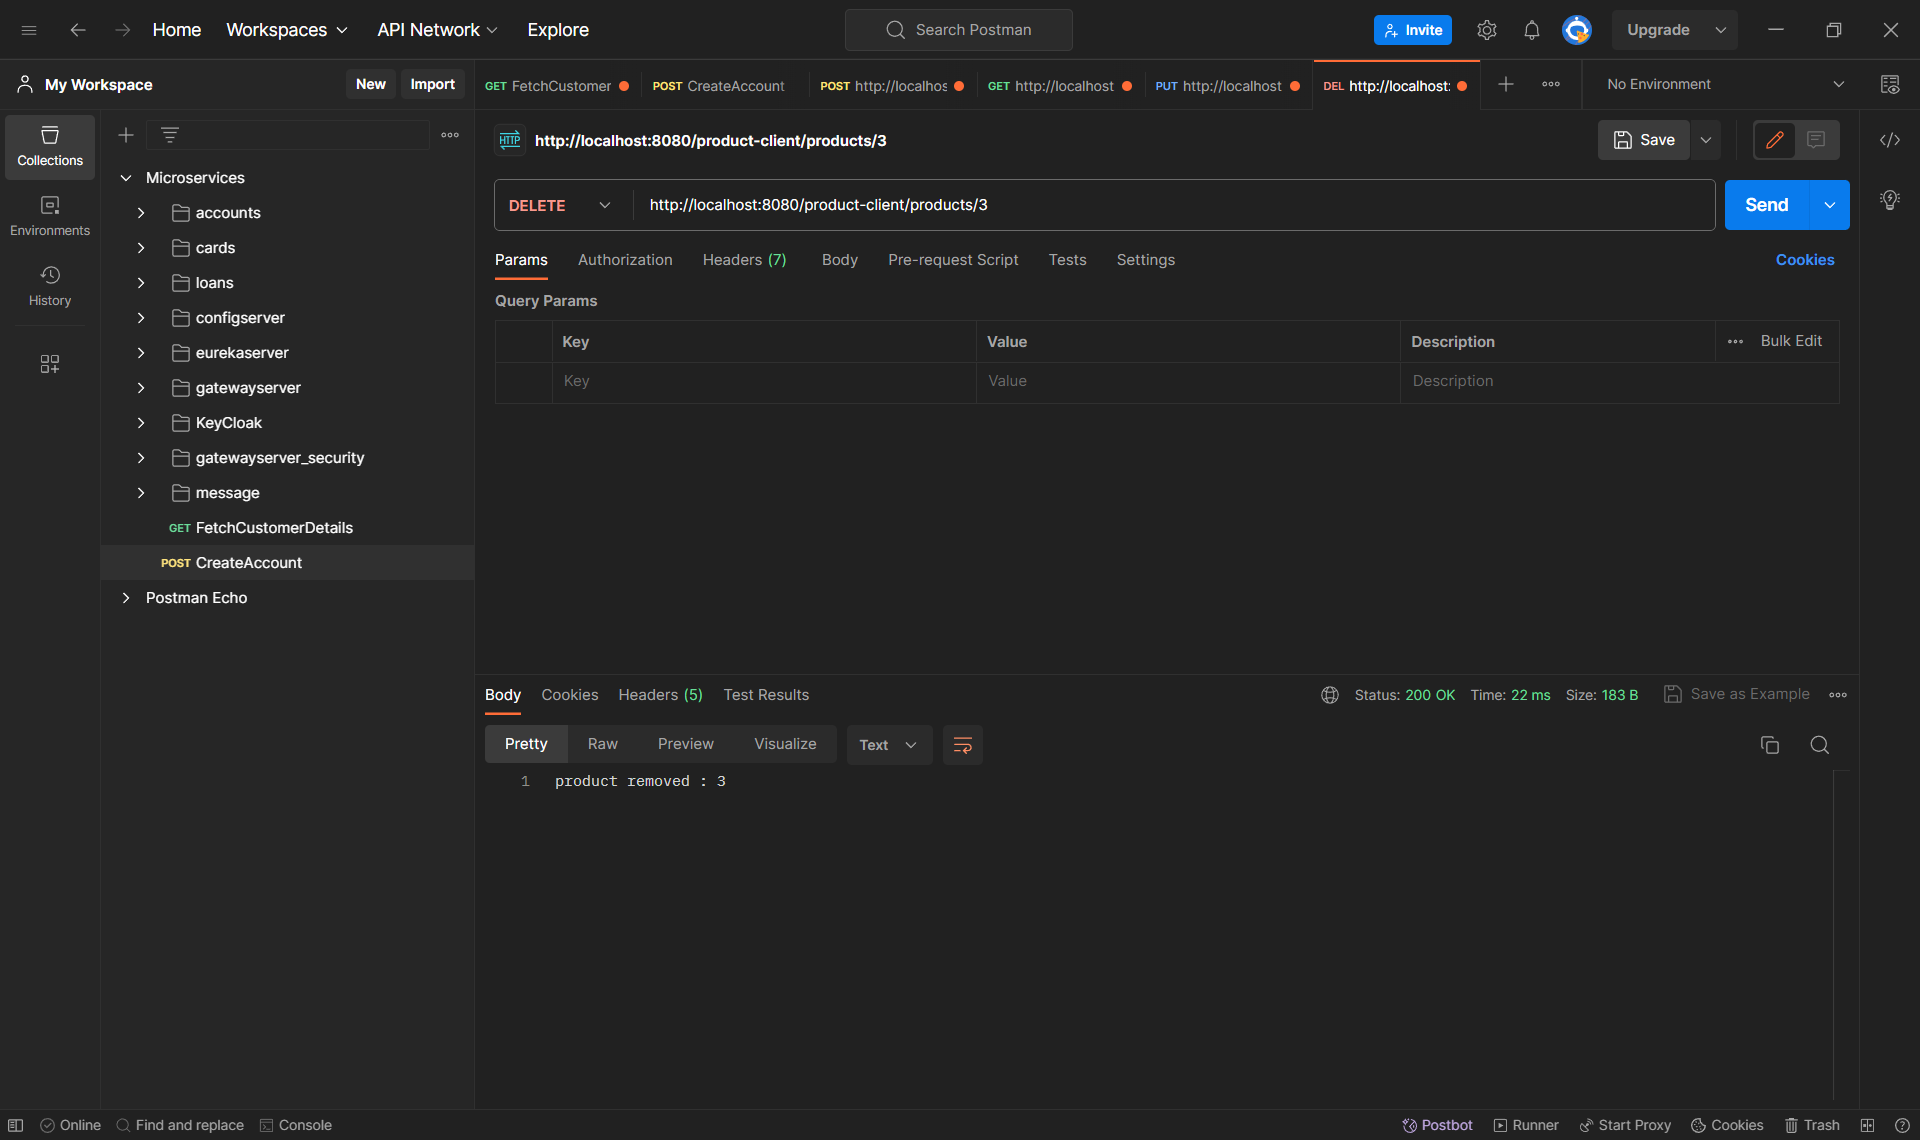 Home Workspaces API Network Explore Search Postman Invite Upgrade
My Workspace New Import
GET FetchCustomer POST CreateAccount POST http://localhos GET http://localhost PUT http://localhost DEL http://localhost: No Environment
Collections
Environments
History
Microservices
accounts
cards
loans
configserver
eurekaserver
gatewayserver
KeyCloak
gatewayserver_security
message
GET FetchCustomerDetails
POST CreateAccount
Postman Echo
HTTP http://localhost:8080/product-client/products/3 Save
DELETE http://localhost:8080/product-client/products/3 Send
Params Authorization Headers (7) Body Pre-request Script Tests Settings Cookies
Query Params
Key Value Description Bulk Edit
Key Value Description
Body Cookies Headers (5) Test Results Status: 200 OK Time: 22 ms Size: 183 B Save as Example
Pretty Raw Preview Visualize Text
1 product removed : 3
Online Find and replace Console Postbot Runner Start Proxy Cookies Trash